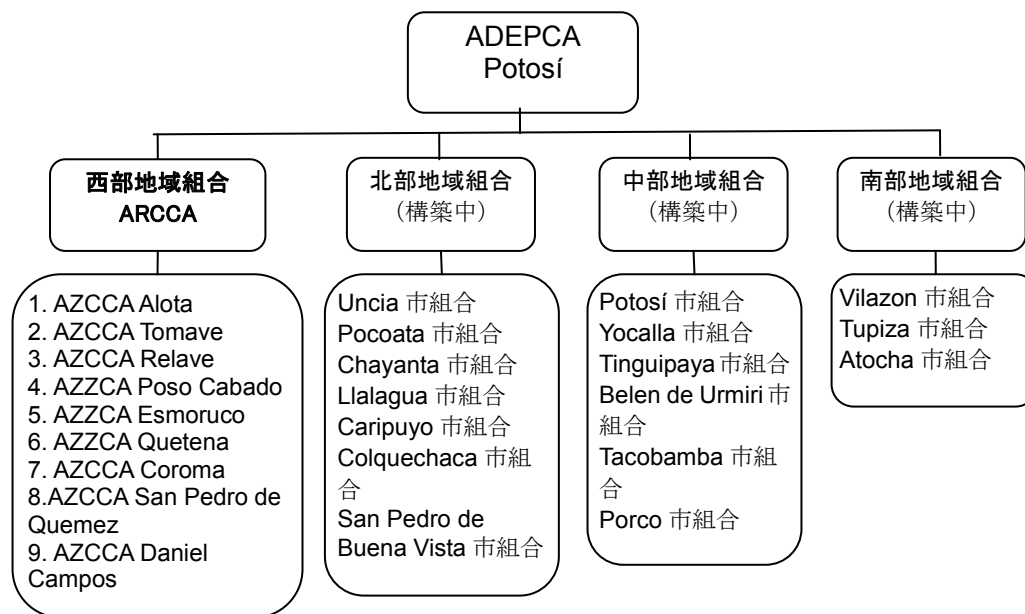 ADEPCA
Potosí
西部地域組合
ARCCA
北部地域組合
（構築中）
中部地域組合
（構築中）
南部地域組合
（構築中）
1. AZCCA Alota
2. AZCCA Tomave
3. AZCCA Relave
4. AZZCA Poso Cabado
5. AZZCA Esmoruco
6. AZZCA Quetena
7. AZCCA Coroma
8.AZCCA San Pedro de
Quemez
9. AZCCA Daniel
Campos
Uncia 市組合
Pocoata 市組合
Chayanta 市組合
Llalagua 市組合
Caripuyo 市組合
Colquechaca 市組
合
San Pedro de
Buena Vista 市組合
Potosí 市組合
Yocalla 市組合
Tinguipaya 市組合
Belen de Urmiri 市
組合
Tacobamba 市組
合
Porco 市組合
Vilazon 市組合
Tupiza 市組合
Atocha 市組合